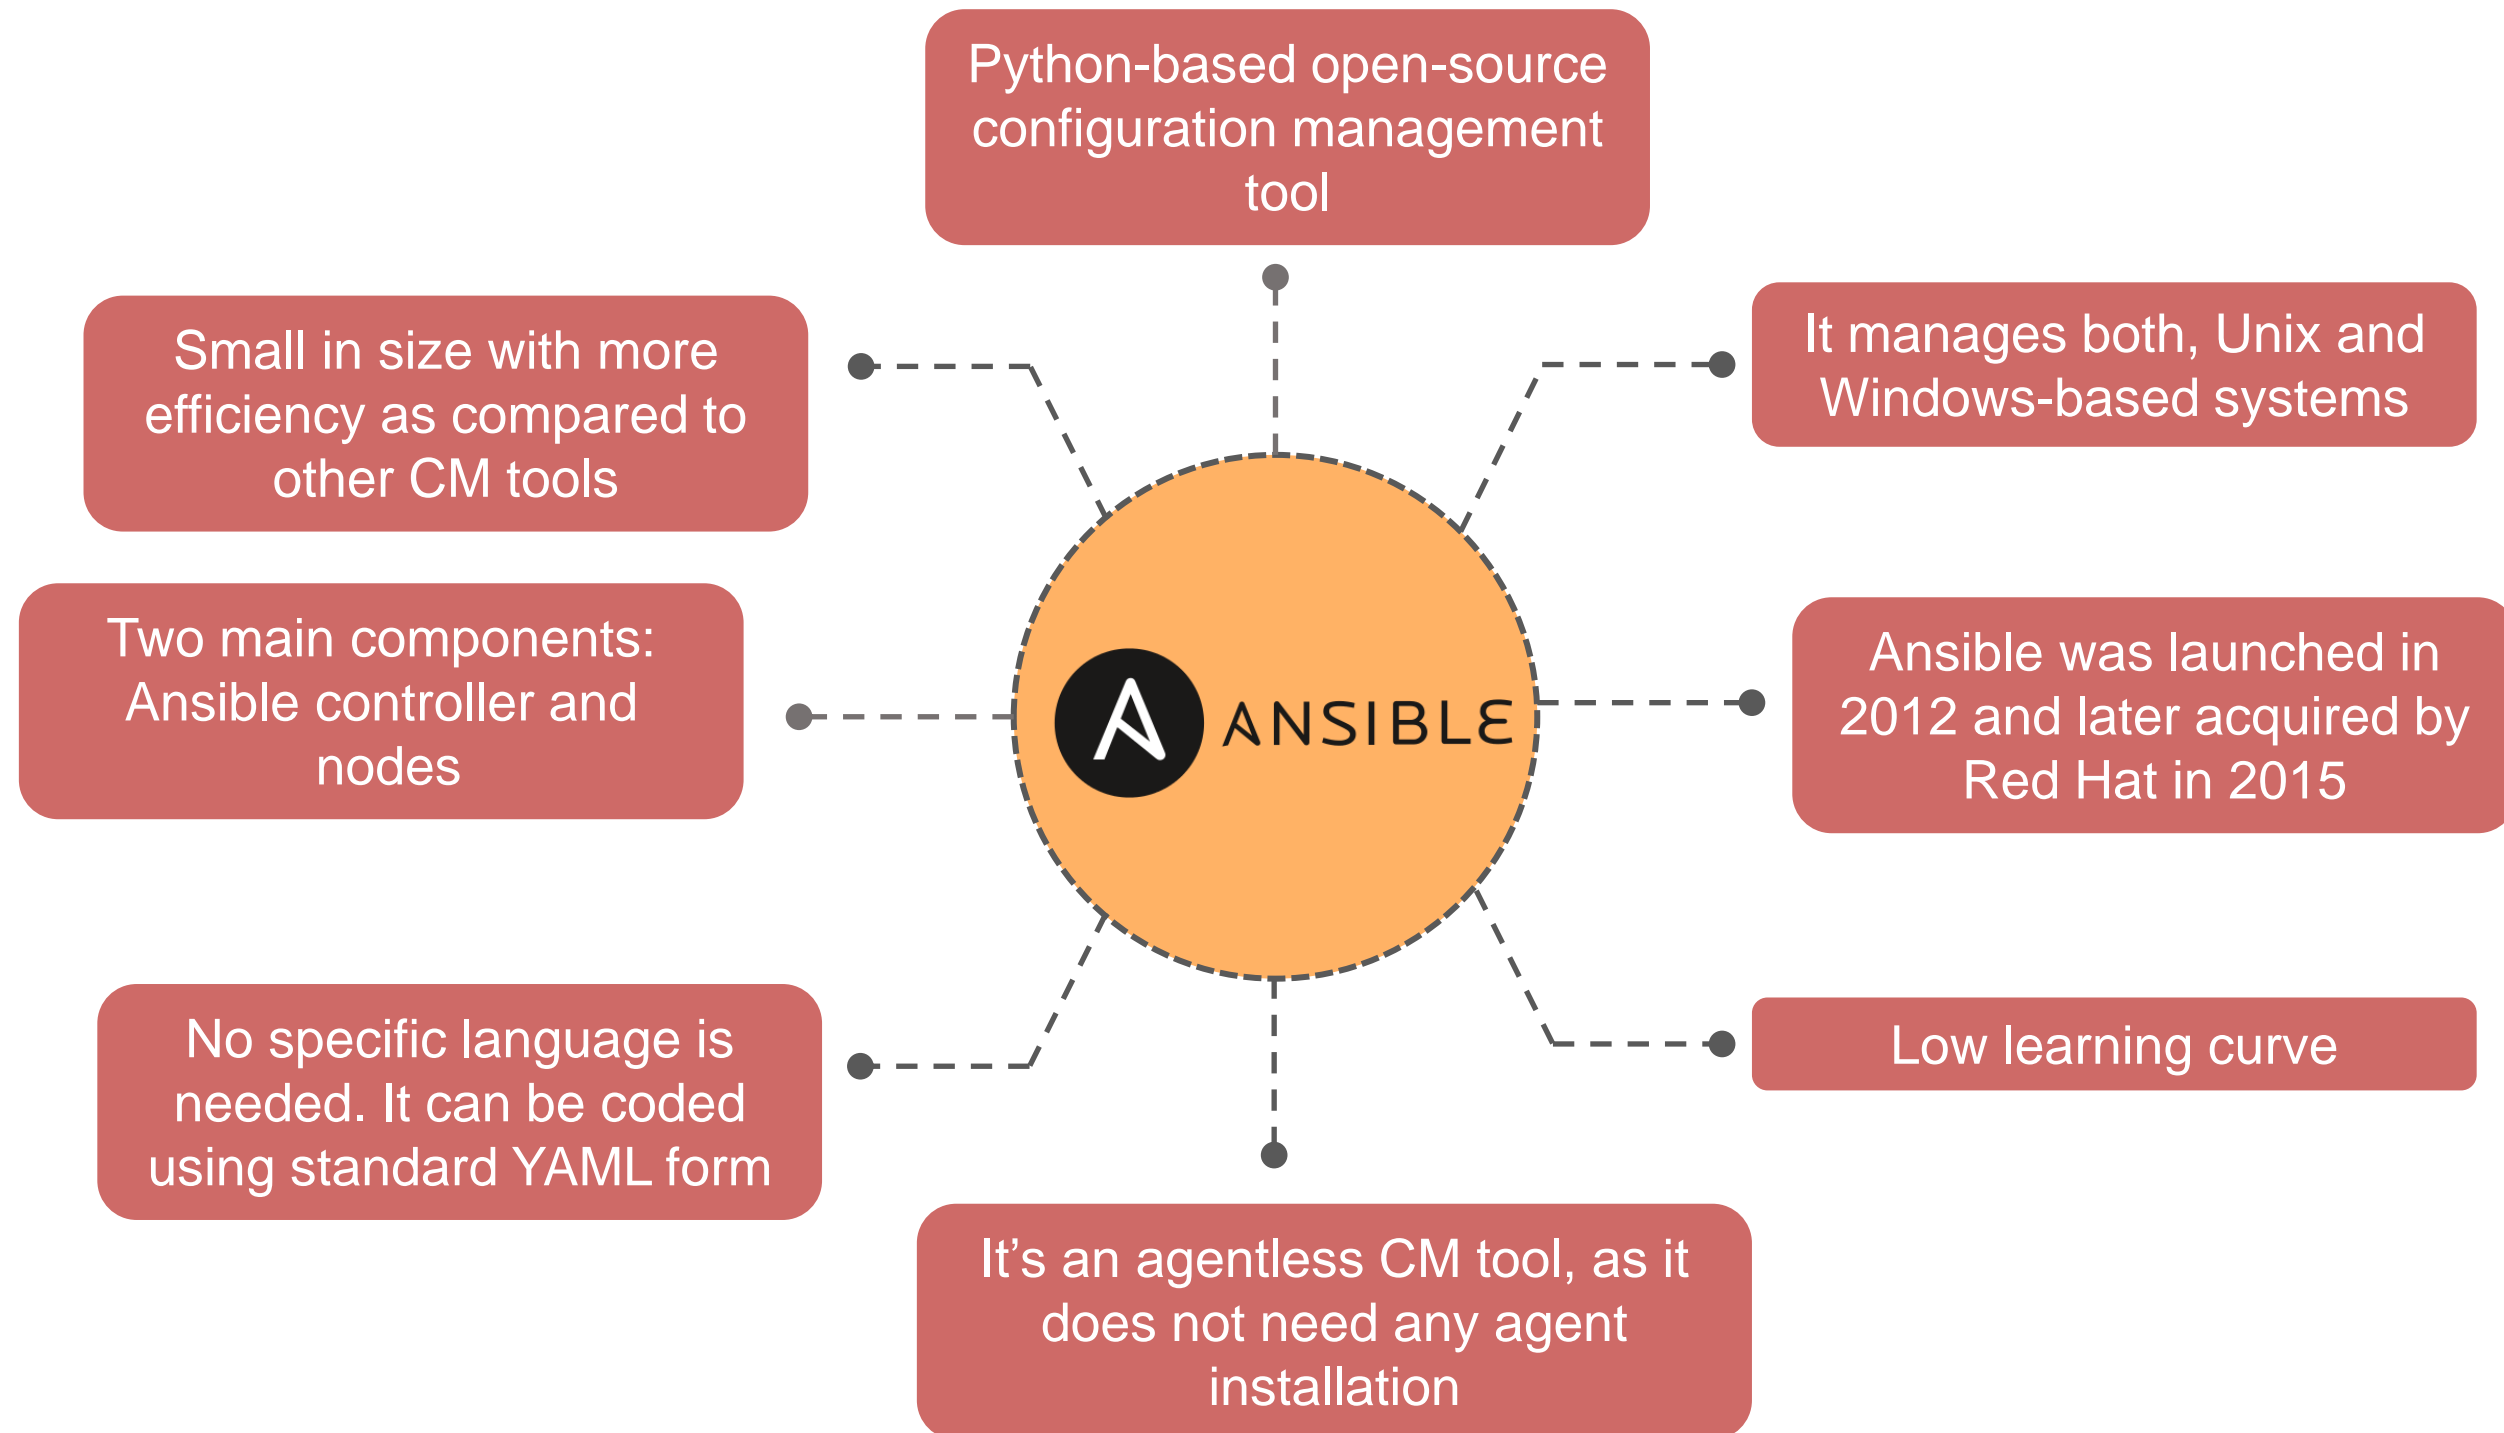 Python-based open-source
configuration management
tool
Small in size with more
efficiency as compared to
other CM tools
It manages both, Unix and
Windows-based systems
Two main components:
Ansible controller and
nodes
ANSIBLE
Ansible was launched in
2012 and later acquired by
Red Hat in 2015
No specific language is
needed. It can be coded
using standard YAML form
Low learning curve
It’s an agentless CM tool, as it
does not need any agent
installation